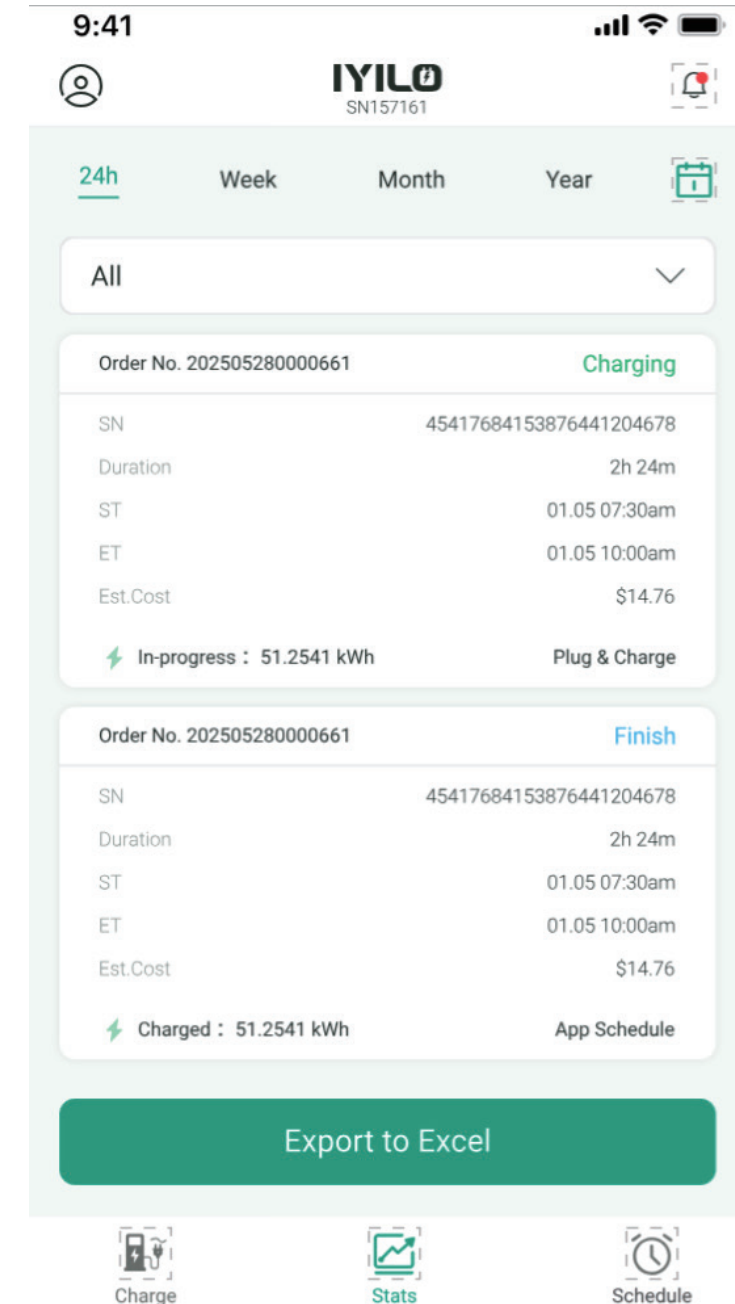 9:41
IYILO
SN157161
24h Week Month Year
All
Order No. 202505280000661 Charging
SN 45417684153876441204678
Duration 2h 24m
ST 01.05 07:30am
ET 01.05 10:00am
Est.Cost $14.76
In-progress： 51.2541 kWh Plug & Charge
Order No. 202505280000661 Finish
SN 45417684153876441204678
Duration 2h 24m
ST 01.05 07:30am
ET 01.05 10:00am
Est.Cost $14.76
Charged： 51.2541 kWh App Schedule
Export to Excel
Charge Stats Schedule